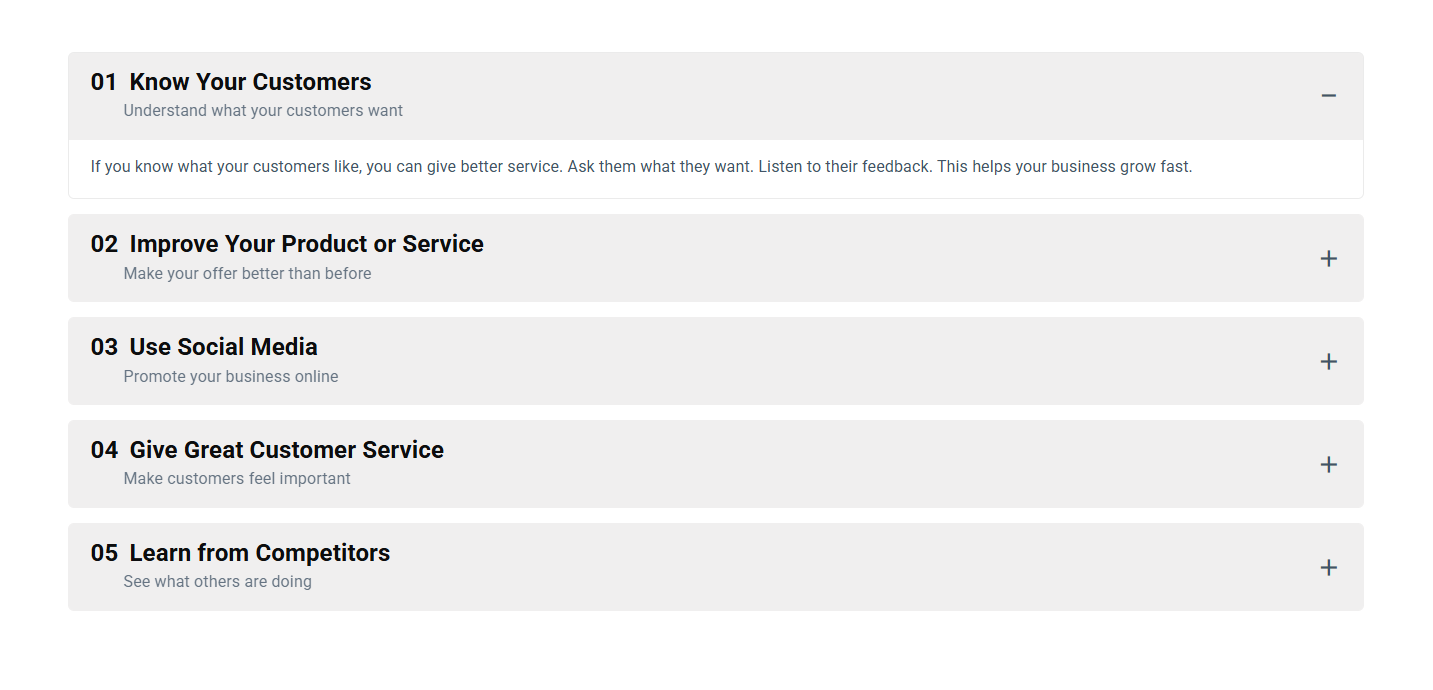 01 Know Your Customers
Understand what your customers want
If you know what your customers like, you can give better service. Ask them what they want. Listen to their feedback. This helps your business grow fast.
02 Improve Your Product or Service
Make your offer better than before
03 Use Social Media
Promote your business online
04 Give Great Customer Service
Make customers feel important
05 Learn from Competitors
See what others are doing